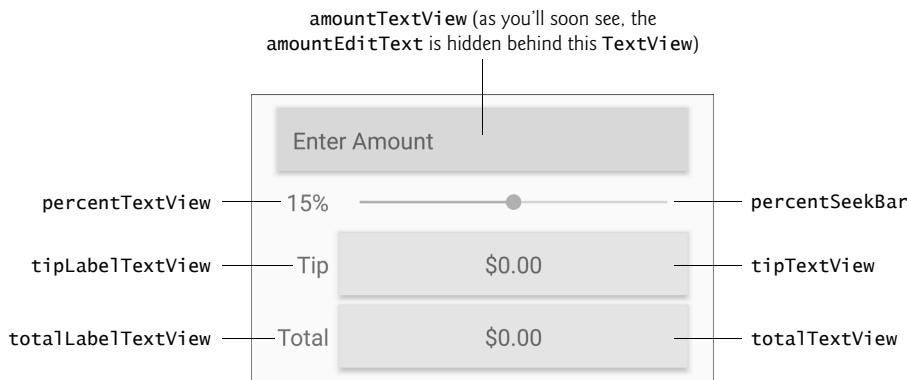 amountTextView (as you'll soon see, the
amountEditText is hidden behind this TextView)
Enter Amount
percentTextView 15% percentSeekBar
tipLabelTextView Tip $0.00 tipTextView
totalLabelTextView Total $0.00 totalTextView